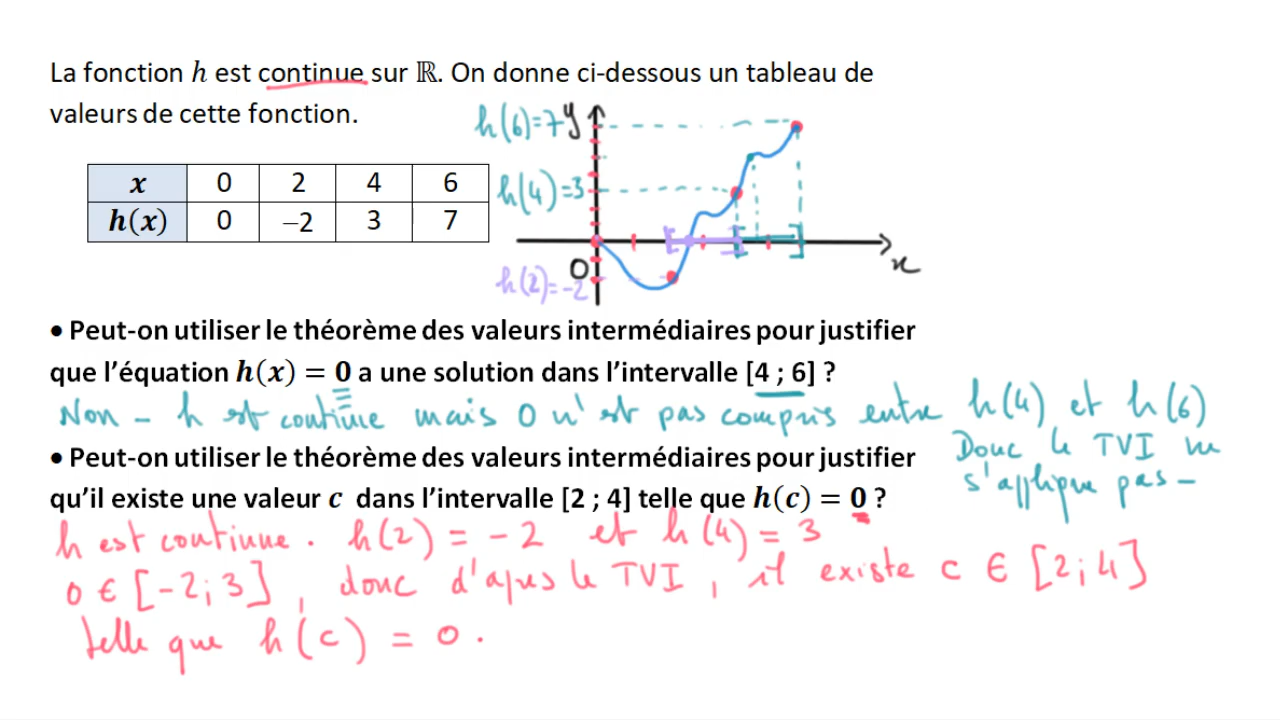 La fonction h est continue sur ℝ. On donne ci-dessous un tableau de
valeurs de cette fonction.
x 0 2 4 6
h(x) 0 −2 3 7
h(6)=7 y
h(4)=3
0
x
h(2)=-2
• Peut-on utiliser le théorème des valeurs intermédiaires pour justifier
que l’équation h(x) = 0 a une solution dans l’intervalle [4 ; 6] ?
Non - h est continue mais 0 n'est pas compris entre h(4) et h(6)
Donc le TVI ne
s'applique pas -
• Peut-on utiliser le théorème des valeurs intermédiaires pour justifier
qu’il existe une valeur c dans l’intervalle [2 ; 4] telle que h(c) = 0 ?
h est continue. h(2) = -2 et h(4) = 3
0 ∈ [-2;3], donc d'après le TVI, il existe c ∈ [2;4]
telle que h(c) = 0.